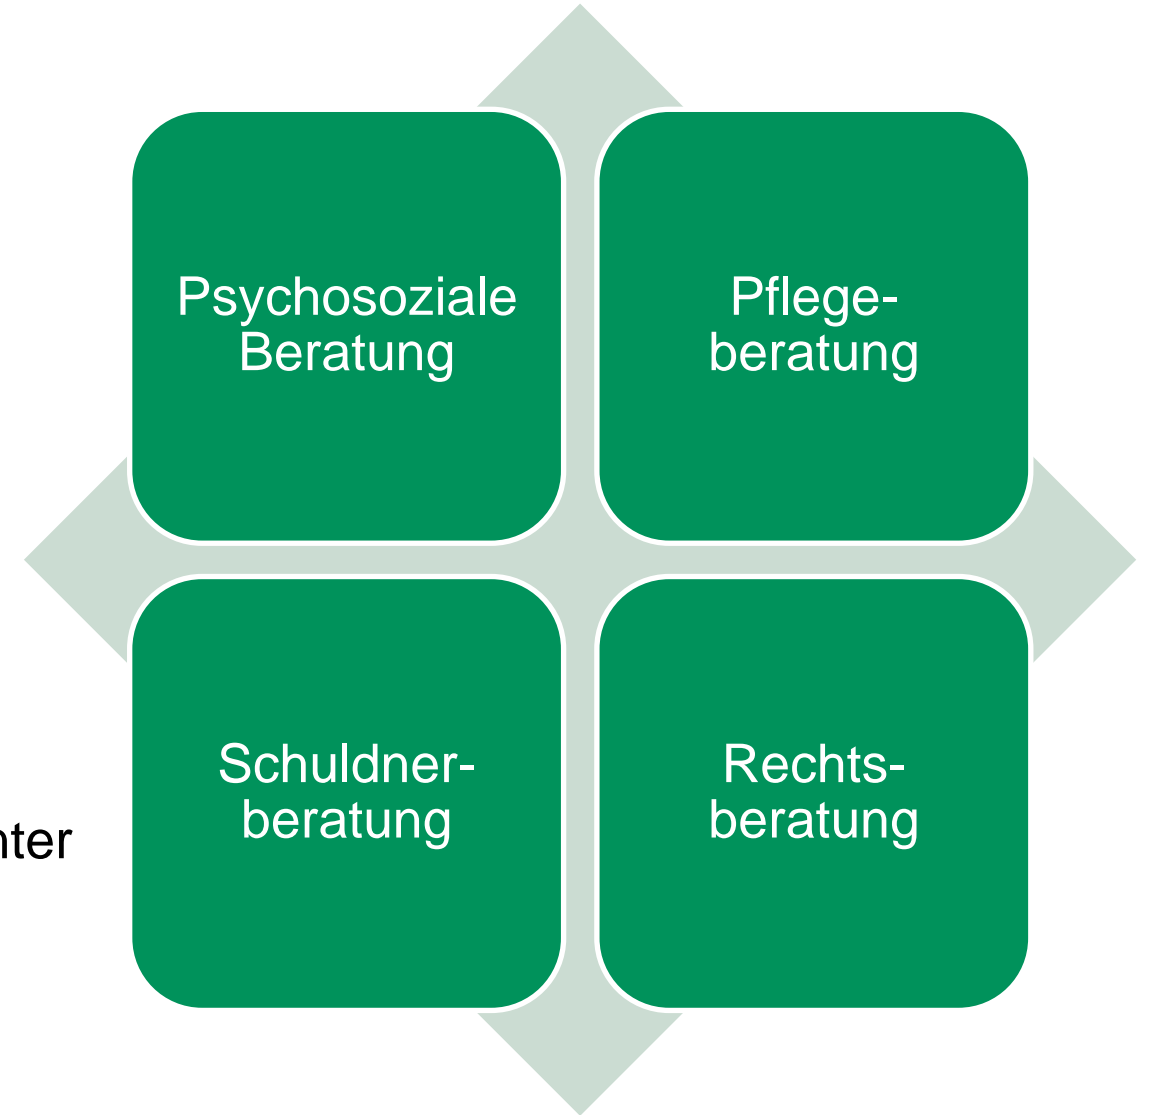 Psychosoziale
Beratung
Pflege-
beratung
Schuldner-
beratung
Rechts-
beratung